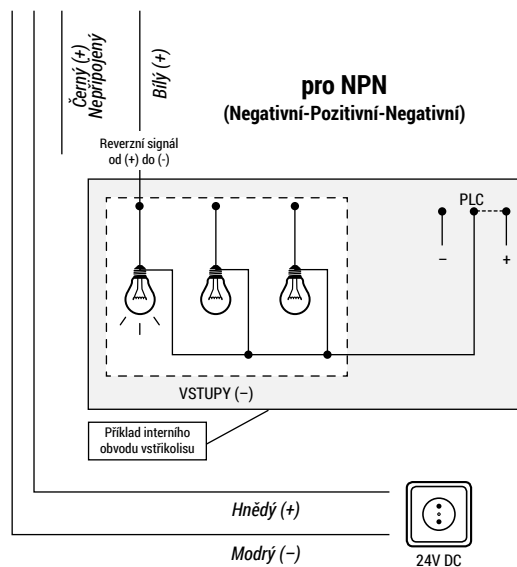 Černý (+)
Nepřipojený
Bílý (+)
pro NPN
(Negativní-Pozitivní-Negativní)
Reverzní signál
od (+) do (-)
PLC
–
+
VSTUPY (–)
Příklad interního
obvodu vstřikolisu
Hnědý (+)
Modrý (–)
24V DC